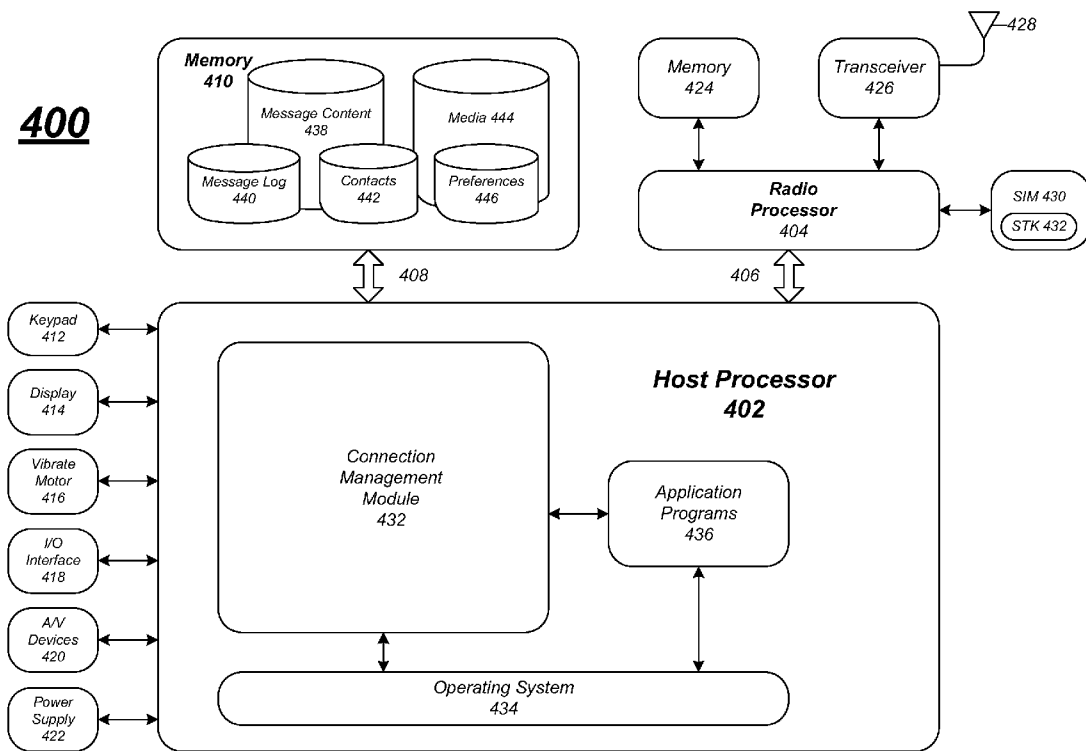 400
Memory
410
Message Content
438
Media 444
Message Log
440
Contacts
442
Preferences
446
Memory
424
Transceiver
426
428
Radio
Processor
404
SIM 430
STK 432
408
406
Keypad
412
Display
414
Vibrate
Motor
416
I/O
Interface
418
A/V
Devices
420
Power
Supply
422
Host Processor
402
Connection
Management
Module
432
Application
Programs
436
Operating System
434